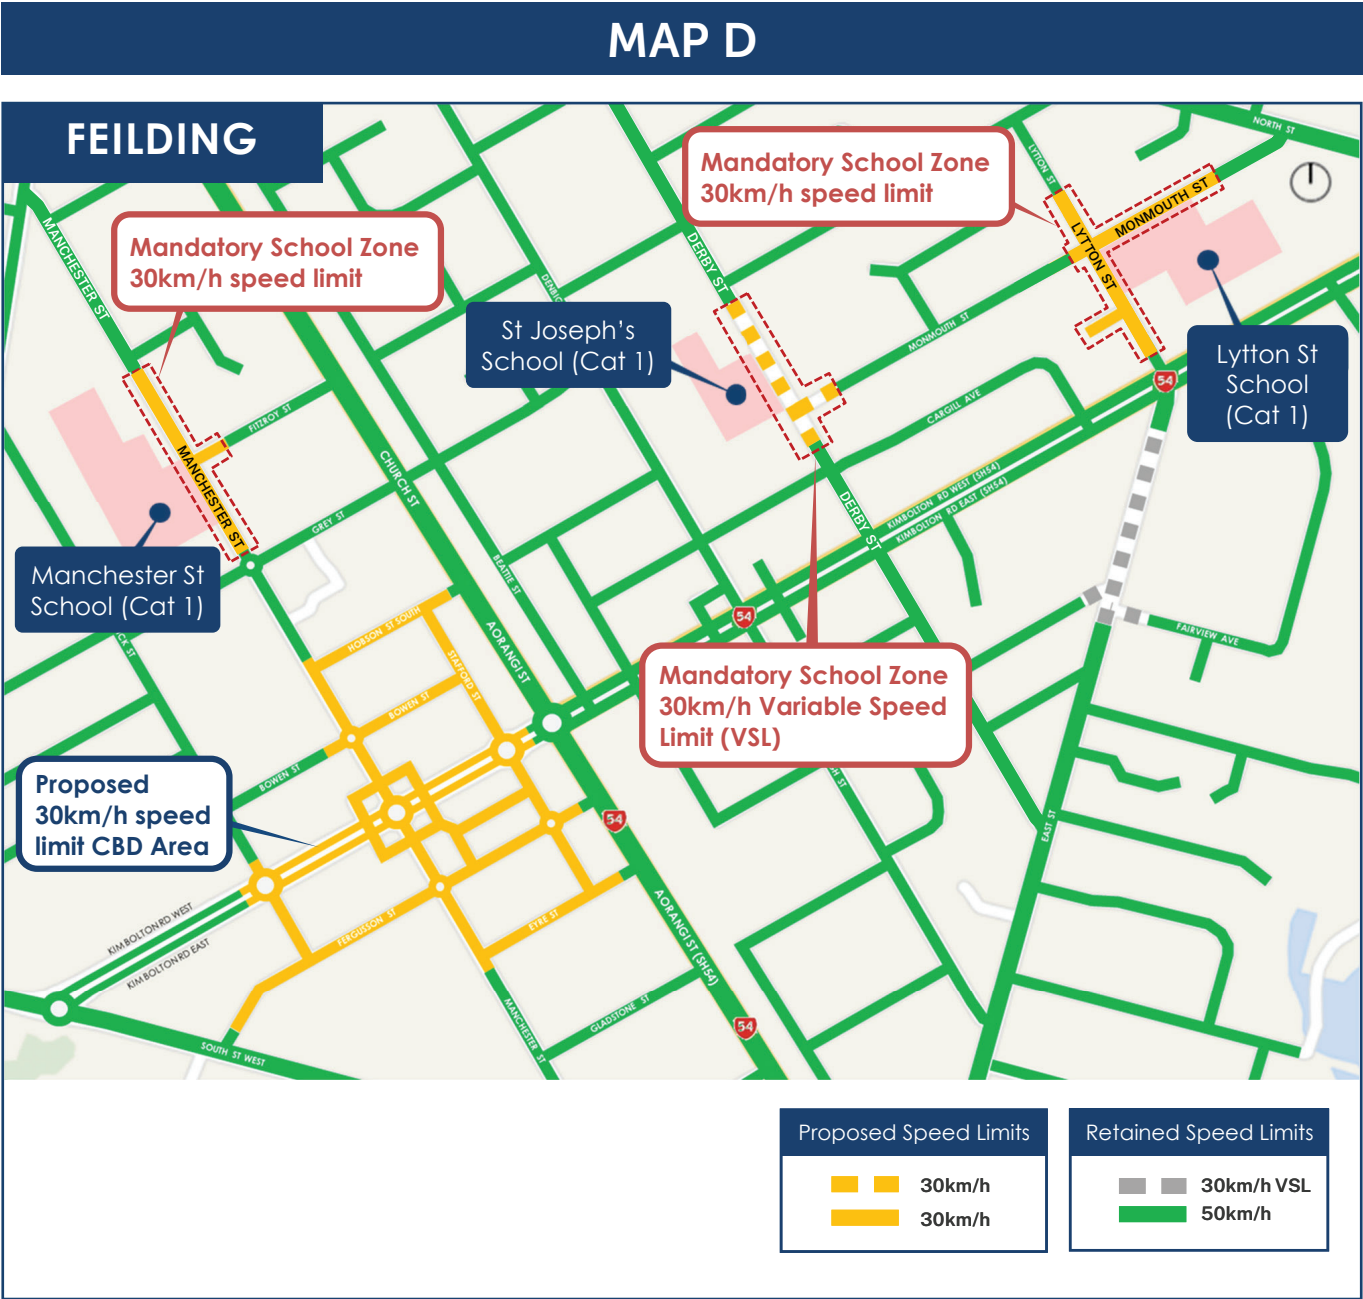 MAP D
FEILDING
NORTH ST
Mandatory School Zone
30km/h speed limit
LYTTON ST
MONMOUTH ST
LYTTON ST
MANCHESTER ST
Mandatory School Zone
30km/h speed limit
DERBY ST
St Joseph's
School (Cat 1)
MONMOUTH ST
Lytton St
School
(Cat 1)
54
CARGILL AVE
FITZROY ST
MANCHESTER ST
CHURCH ST
GREY ST
KIMBOLTON RD WEST (SH54)
KIMBOLTON RD EAST (SH54)
DERBY ST
BEATTIE ST
Manchester St
School (Cat 1)
HOBSON ST SOUTH
STAFFORD ST
AORANGI ST
54
FAIRVIEW AVE
Mandatory School Zone
30km/h Variable Speed
Limit (VSL)
BOWEN ST
BOWEN ST
Proposed
30km/h speed
limit CBD Area
54
EAST ST
KIMBOLTON RD WEST
KIMBOLTON RD EAST
FERGUSSON ST
EYRE ST
AORANGI ST (SH54)
MANCHESTER ST
GLADSTONE ST
54
SOUTH ST WEST
Proposed Speed Limits
30km/h
30km/h
Retained Speed Limits
30km/h VSL
50km/h